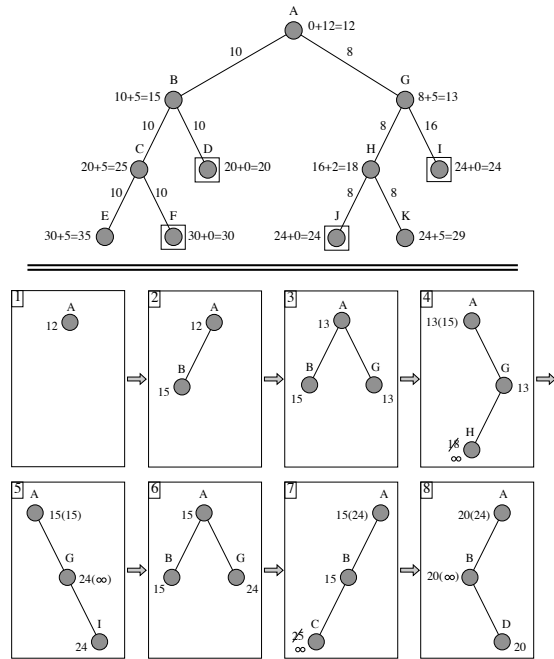 A
0+12=12
10
8
B
G
10+5=15
8+5=13
10
10
8
16
C
D
H
I
20+5=25
20+0=20
16+2=18
24+0=24
10
10
8
8
E
F
J
K
30+5=35
30+0=30
24+0=24
24+5=29
1
A
12
2
A
12
B
15
3
A
13
B
G
15
13
4
A
13(15)
G
13
H
18
∞
5
A
15(15)
G
24(∞)
I
24
6
A
15
B
G
15
24
7
A
15(24)
B
15
C
25
∞
8
A
20(24)
B
20(∞)
D
20